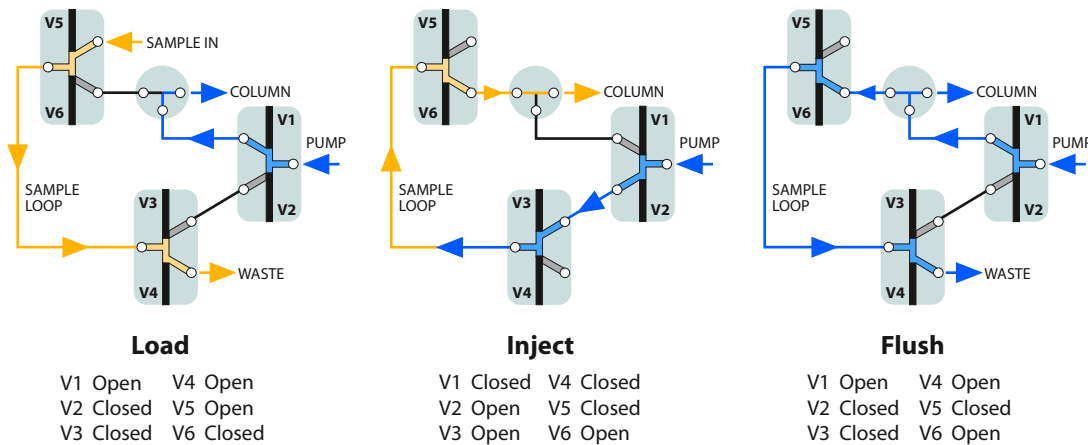 V5
SAMPLE IN
V6
COLUMN
V1
PUMP
SAMPLE
LOOP
V3
V2
WASTE
V4
Load
V1 Open V4 Open
V2 Closed V5 Open
V3 Closed V6 Closed
V5
V6
COLUMN
V1
PUMP
SAMPLE
LOOP
V3
V2
V4
Inject
V1 Closed V4 Closed
V2 Open V5 Closed
V3 Open V6 Open
V5
V6
COLUMN
V1
PUMP
SAMPLE
LOOP
V3
V2
WASTE
V4
Flush
V1 Open V4 Open
V2 Closed V5 Closed
V3 Closed V6 Open